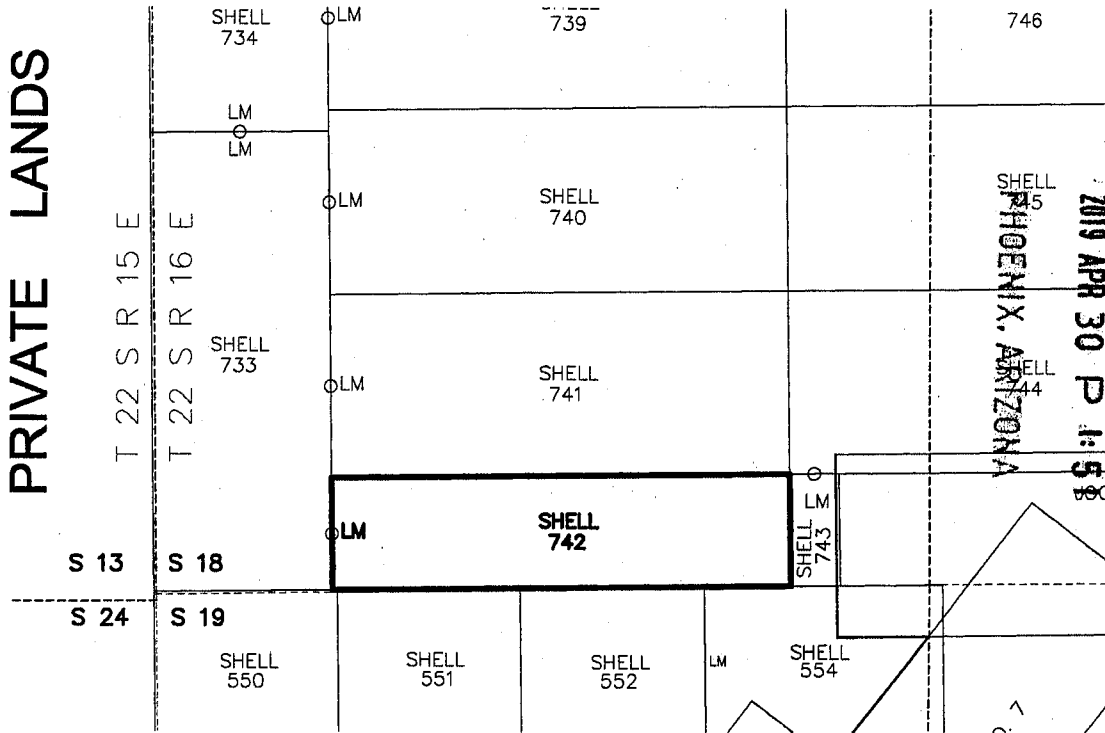 SHELL
734
LM
739
746
PRIVATE LANDS
LM
LM
LM
SHELL
740
SHELL
745
T 22 S R 15 E
T 22 S R 16 E
PHOENIX, ARIZONA
2019 APR 30 P 1:51
SHELL
733
LM
SHELL
741
744
LM
SHELL
742
LM
SHELL
743
S 13
S 18
S 24
S 19
SHELL
550
SHELL
551
SHELL
552
LM
SHELL
554